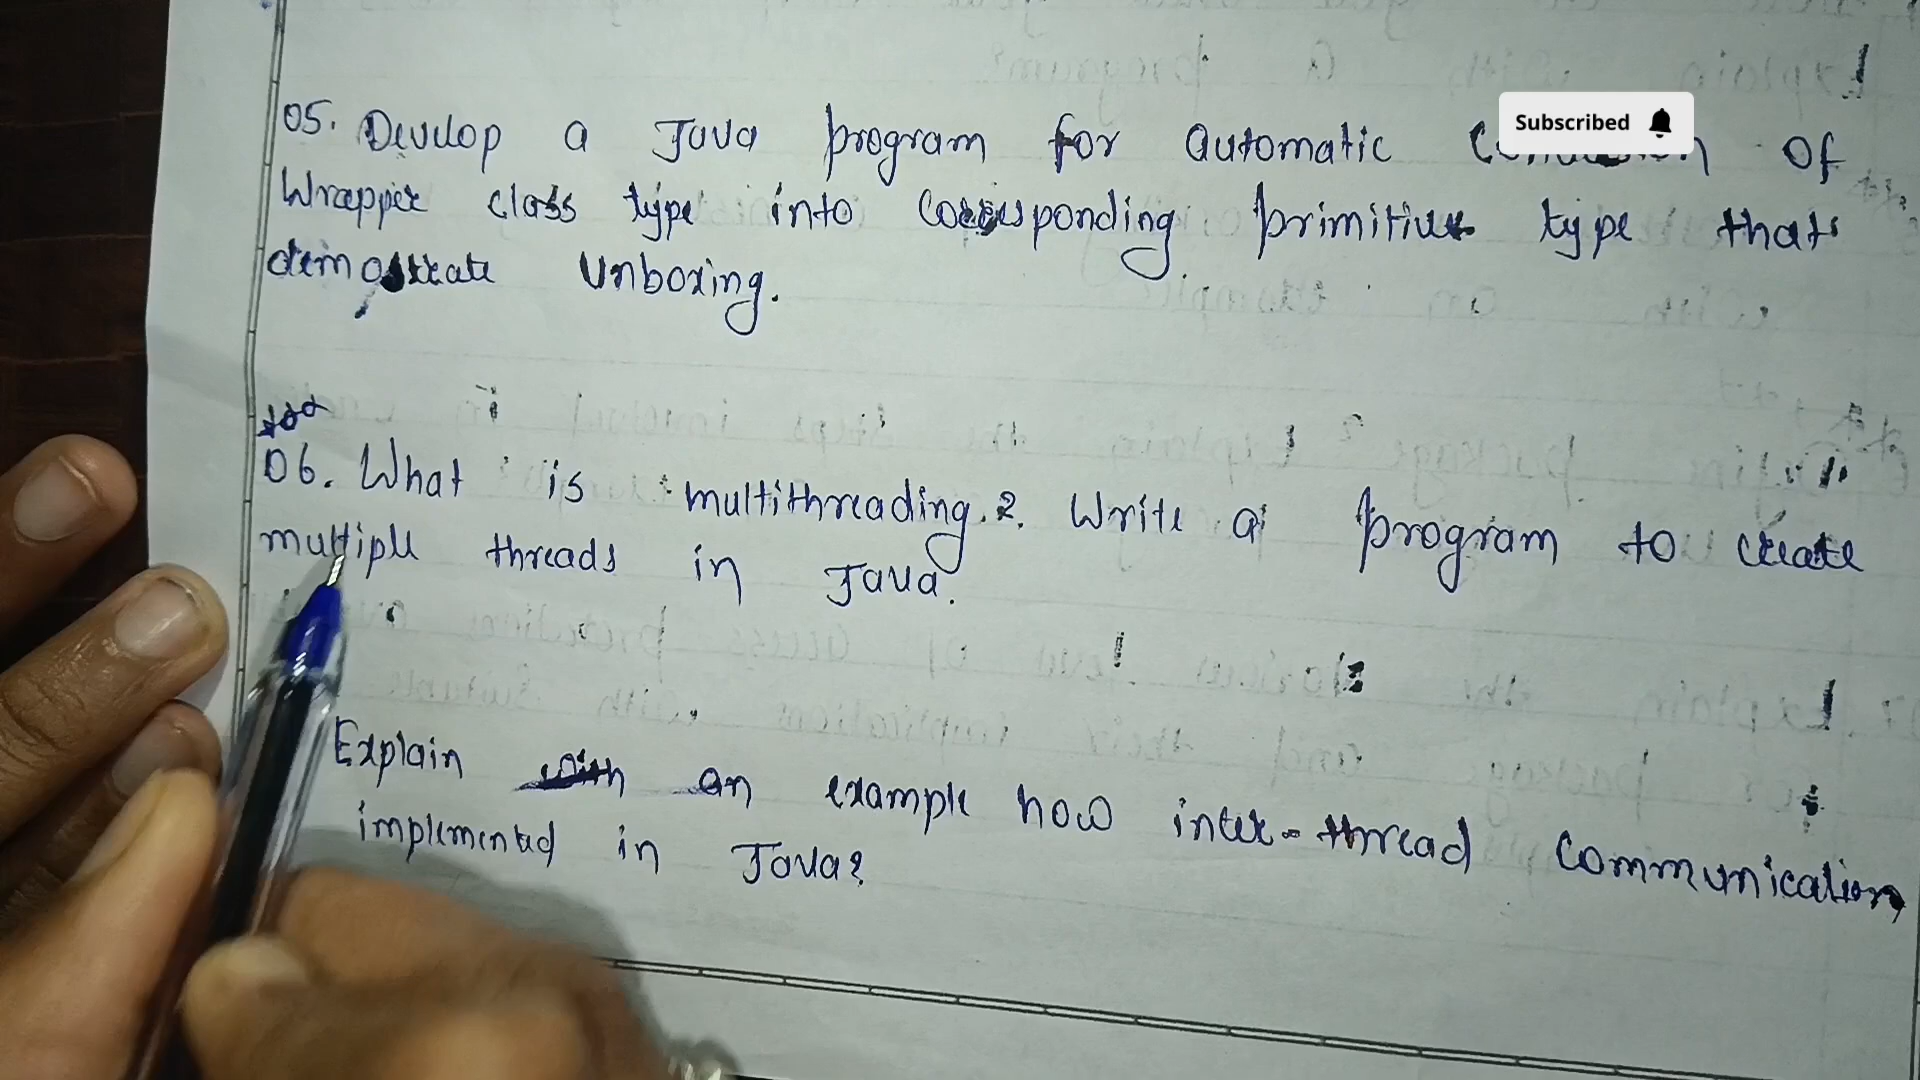 05. Develop a Java program for automatic of
Wrapper class type into corresponding primitive type that
demostrate Unboxing.
06. What is multithreading?. Write a program to create
multiple threads in Java.
Explain with an example how inter-thread communication
implemented in Java?
Subscribed